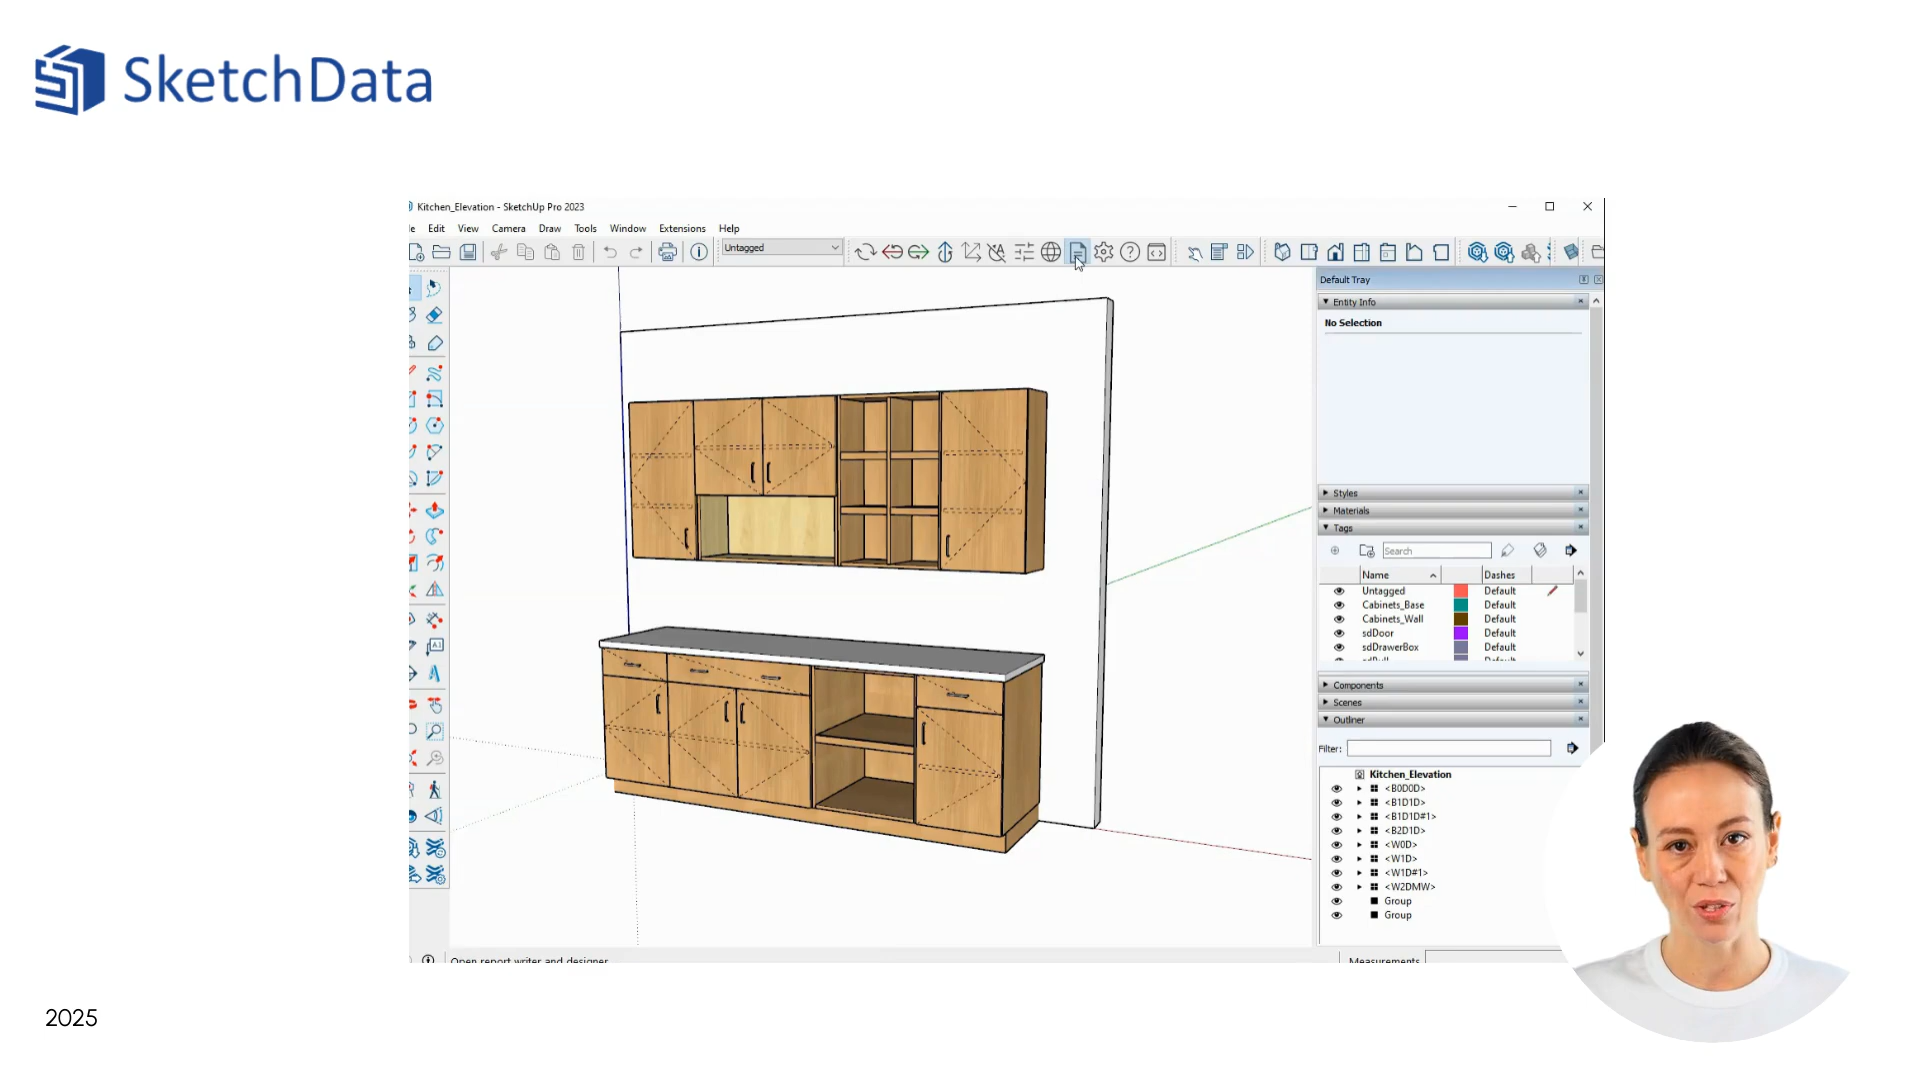 SketchData
Kitchen_Elevation - SketchUp Pro 2023
Edit View Camera Draw Tools Window Extensions Help
Untagged
Default Tray
Entity Info
No Selection
Styles
Materials
Tags
Search
Name Dashes
Untagged Default
Cabinets_Base Default
Cabinets_Wall Default
sdDoor Default
sdDrawerBox Default
Components
Scenes
Outliner
Filter:
Kitchen_Elevation
<B0D0D>
<B1D1D>
<B1D1D#1>
<B2D1D>
<W0D>
<W1D>
<W1D#1>
<W2DMW>
Group
Group
Open report writer and designer
Measurements
2025